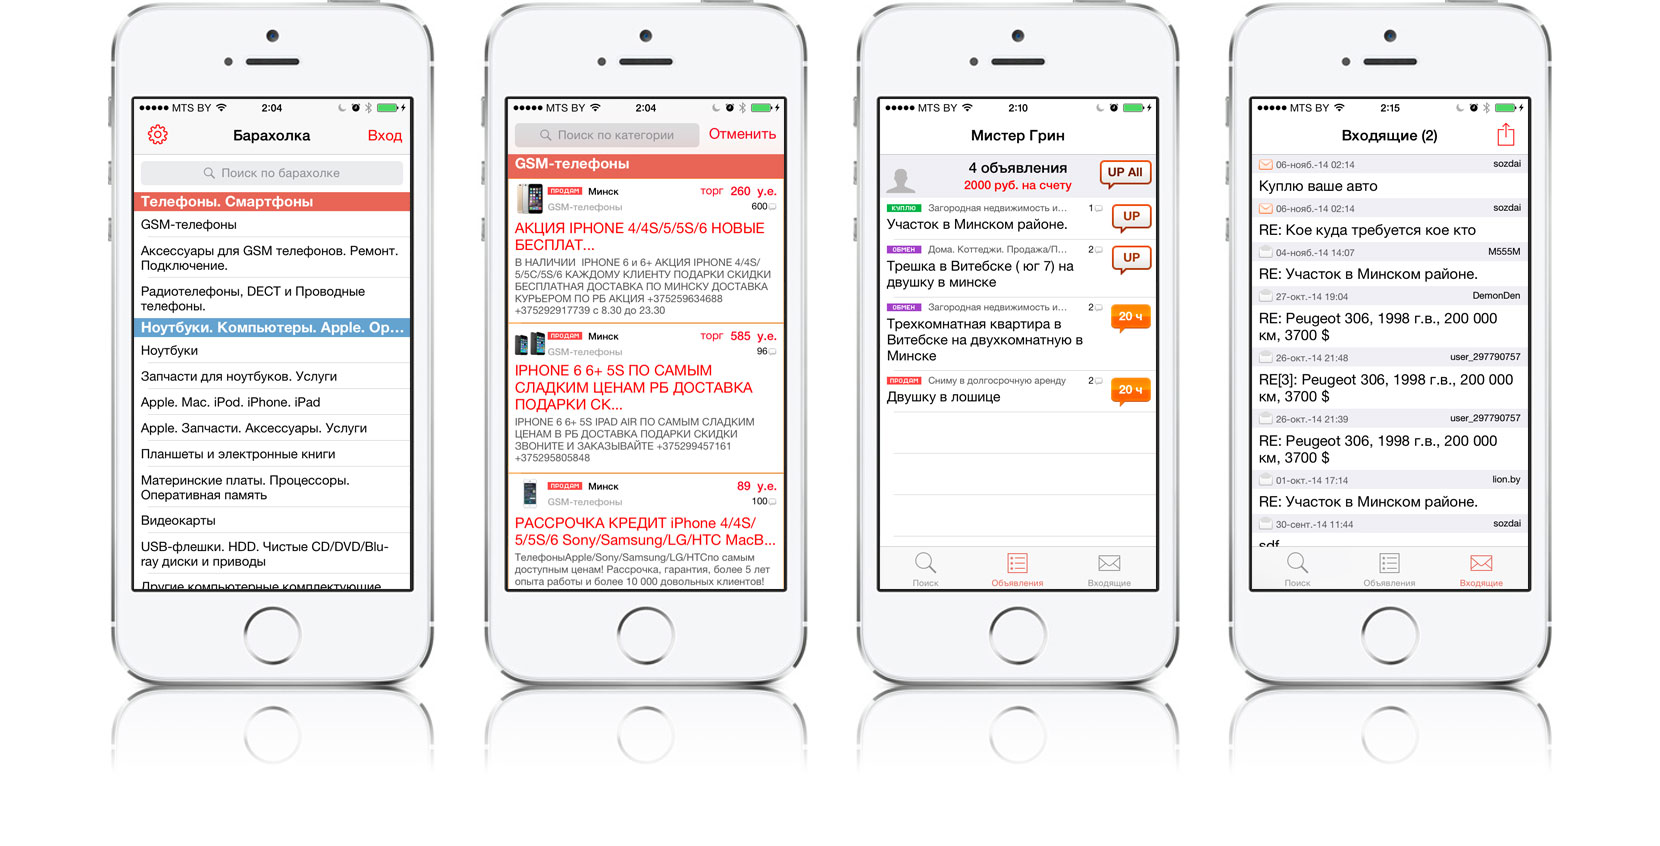 MTS BY
2:04
Барахолка
Вход
Поиск по барахолке
Телефоны. Смартфоны
GSM-телефоны
Аксессуары для GSM телефонов. Ремонт.
Подключение.
Радиотелефоны, DECT и Проводные
телефоны.
Ноутбуки. Компьютеры. Apple. Ор...
Ноутбуки
Запчасти для ноутбуков. Услуги
Apple. Mac. iPod. iPhone. iPad
Apple. Запчасти. Аксессуары. Услуги
Планшеты и электронные книги
Материнские платы. Процессоры.
Оперативная память
Видеокарты
USB-флешки. HDD. Чистые CD/DVD/Blu-
ray диски и приводы
Другие компьютерные комплектующие
MTS BY
2:04
Поиск по категории
Отменить
GSM-телефоны
ПРОДАМ Минск торг 260 у.е.
GSM-телефоны 600
АКЦИЯ IPHONE 4/4S/5/5S/6 НОВЫЕ
БЕСПЛАТ...
В НАЛИЧИИ IPHONE 6 и 6+ АКЦИЯ IPHONE 4/4S/
5/5C/5S/6 КАЖДОМУ КЛИЕНТУ ПОДАРКИ СКИДКИ
БЕСПЛАТНАЯ ДОСТАВКА ПО МИНСКУ ДОСТАВКА
КУРЬЕРОМ ПО РБ АКЦИЯ +375259634688
+375292917739 с 8.30 до 23.30
ПРОДАМ Минск торг 585 у.е.
GSM-телефоны 96
IPHONE 6 6+ 5S ПО САМЫМ
СЛАДКИМ ЦЕНАМ РБ ДОСТАВКА
ПОДАРКИ СК...
IPHONE 6 6+ 5S IPAD AIR ПО САМЫМ СЛАДКИМ
ЦЕНАМ В РБ ДОСТАВКА ПОДАРКИ СКИДКИ
ЗВОНИТЕ И ЗАКАЗЫВАЙТЕ +375299457161
+375295805848
ПРОДАМ Минск 89 у.е.
GSM-телефоны 100
РАССРОЧКА КРЕДИТ iPhone 4/4S/
5/5S/6 Sony/Samsung/LG/HTC MacB...
ТелефоныApple/Sony/Samsung/LG/HTCпо самым
доступным ценам! Рассрочка, гарантия, более 5 лет
опыта работы и более 10 000 довольных клиентов!
MTS BY
2:10
Мистер Грин
4 объявления
2000 руб. на счету
UP All
КУПЛЮ Загородная недвижимость и... 1
Участок в Минском районе.
UP
ОБМЕН Дома. Коттеджи. Продажа/П... 2
Трешка в Витебске ( юг 7) на
двушку в минске
UP
ОБМЕН Загородная недвижимость и... 2
Трехкомнатная квартира в
Витебске на двухкомнатную в
Минске
20 ч
ПРОДАМ Сниму в долгосрочную аренду 2
Двушку в лошице
20 ч
Поиск
Объявления
Входящие
MTS BY
2:15
Входящие (2)
06-нояб.-14 02:14 sozdai
Куплю ваше авто
06-нояб.-14 02:14 sozdai
RE: Кое куда требуется кое кто
04-нояб.-14 14:07 M555M
RE: Участок в Минском районе.
27-окт.-14 19:04 DemonDen
RE: Peugeot 306, 1998 г.в., 200 000
км, 3700 $
26-окт.-14 21:48 user_297790757
RE[3]: Peugeot 306, 1998 г.в., 200 000
км, 3700 $
26-окт.-14 21:39 user_297790757
RE: Peugeot 306, 1998 г.в., 200 000
км, 3700 $
01-окт.-14 17:14 lion.by
RE: Участок в Минском районе.
30-сент.-14 11:44 sozdai
sdf
Поиск
Объявления
Входящие